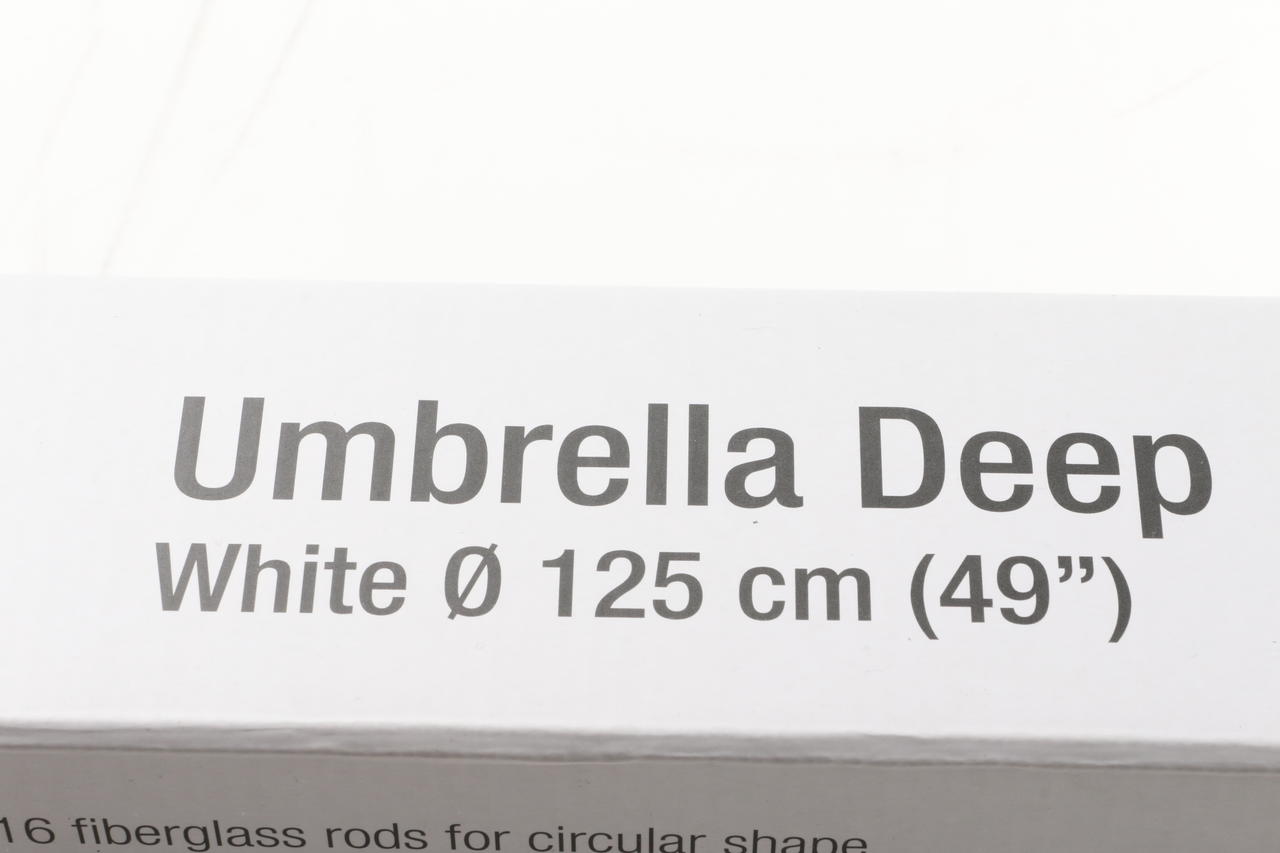 Umbrella Deep
White Ø 125 cm (49”)
16 fiberglass rods for circular shape